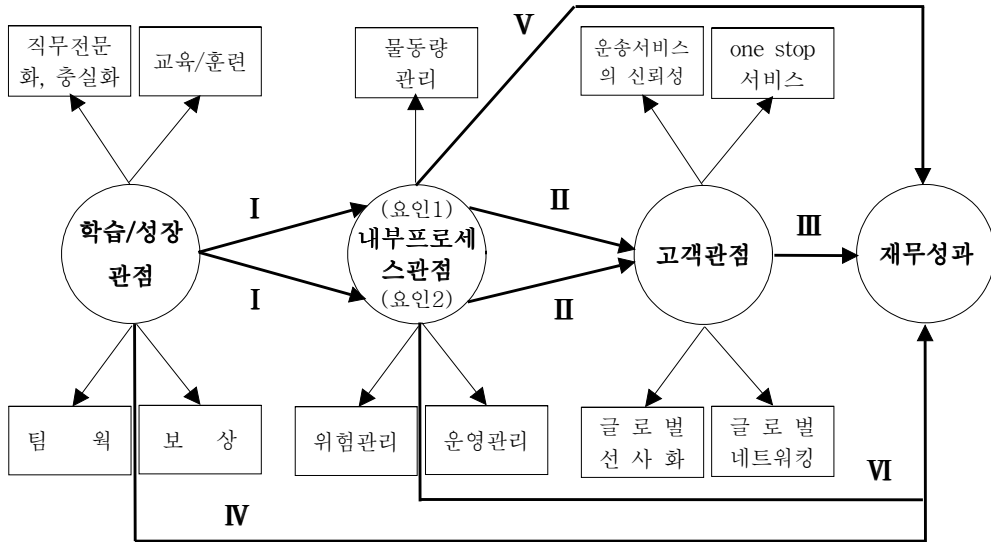 Ⅴ
직무전문
화, 충실화
교육/훈련
물동량
관리
운송서비스
의 신뢰성
one stop
서비스
Ⅰ
Ⅱ
Ⅲ
학습/성장
관점
(요인1)
내부프로세
스관점
(요인2)
고객관점
재무성과
Ⅰ
Ⅱ
팀 웍
보 상
위험관리
운영관리
글 로 벌
선 사 화
글 로 벌
네트워킹
Ⅵ
Ⅳ